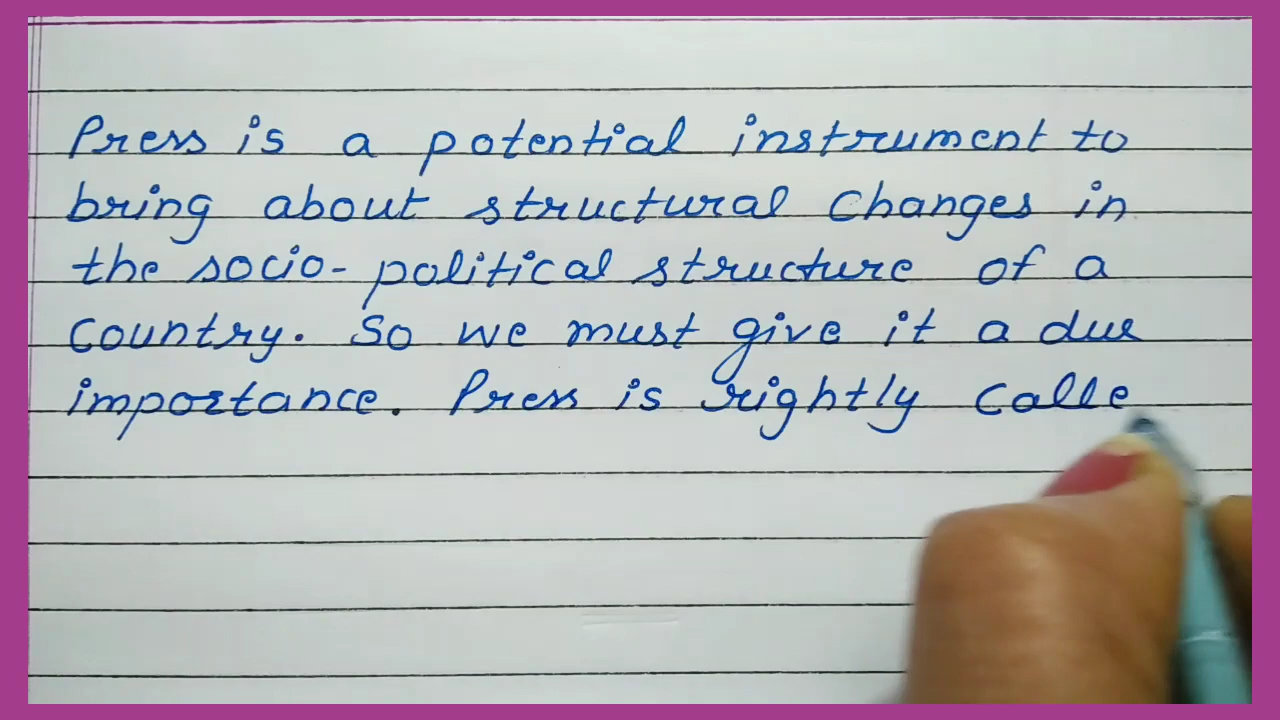 Press is a potential instrument to
bring about structural changes in
the socio-political structure of a
country. So we must give it a due
importance. Press is rightly calle